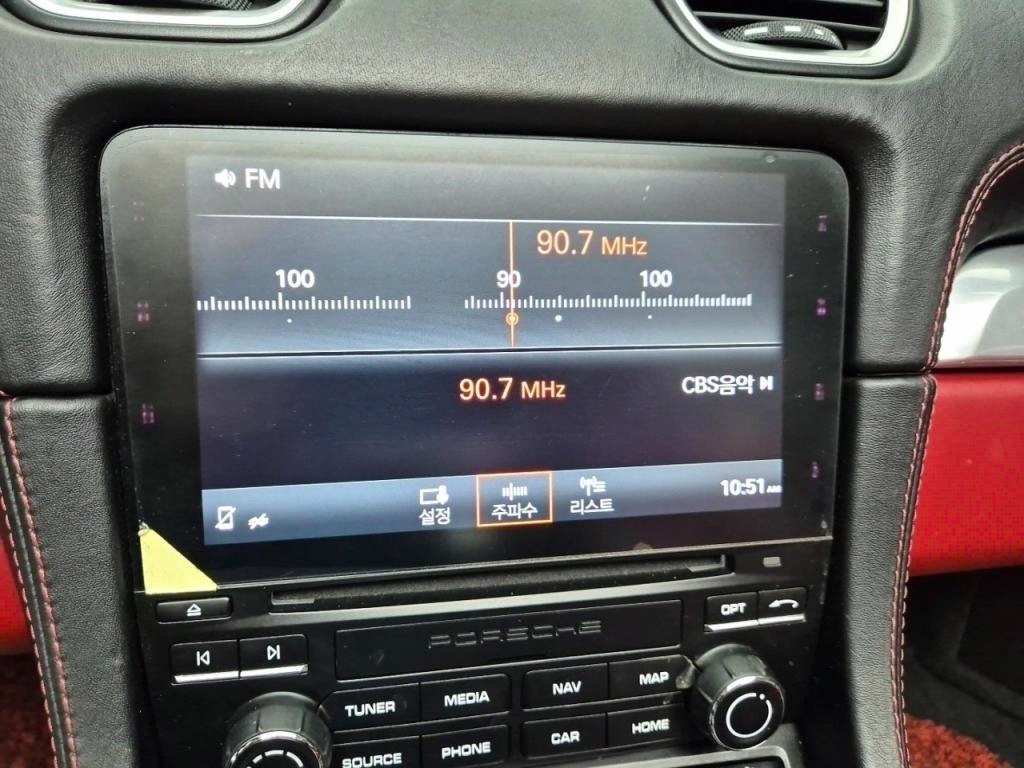 FM
90.7 MHz
100 90 100
90.7 MHz
CBS음악
설정 주파수 리스트 10:51 AM
OPT
PORSCHE
TUNER MEDIA NAV MAP
SOURCE PHONE CAR HOME